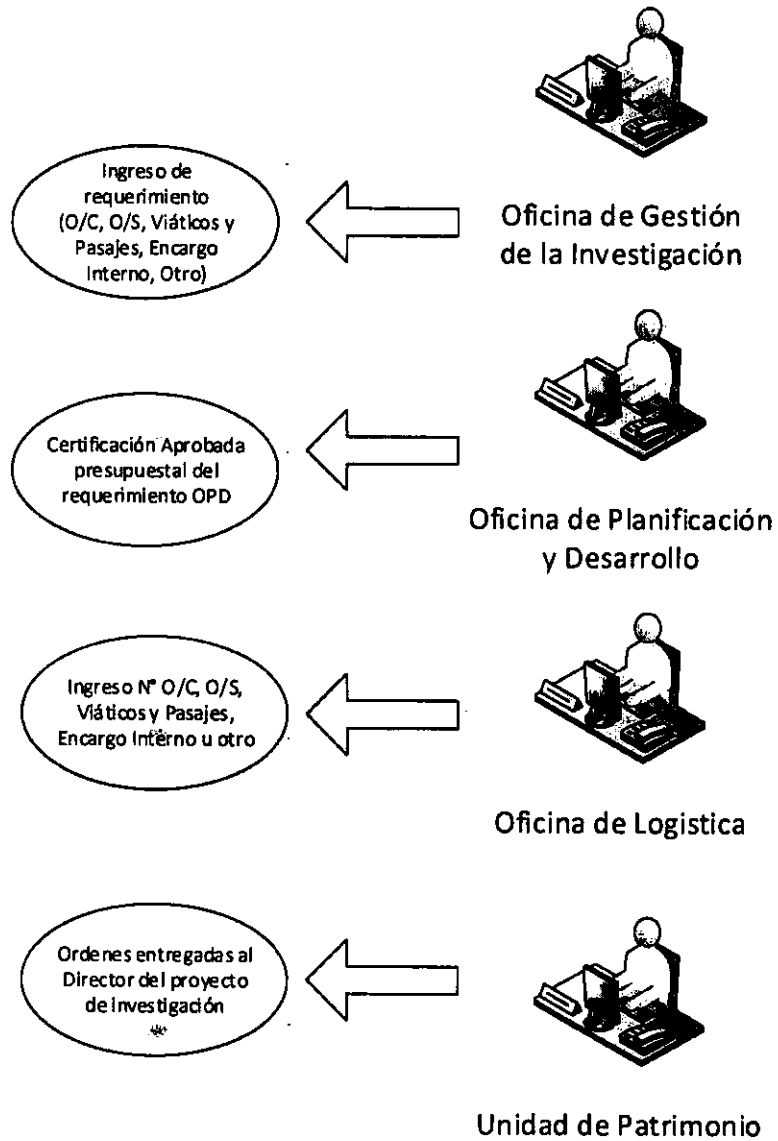 Ingreso de
requerimiento
(O/C, O/S, Viáticos y
Pasajes, Encargo
Interno, Otro)
Oficina de Gestión
de la Investigación
Certificación Aprobada
presupuestal del
requerimiento OPD
Oficina de Planificación
y Desarrollo
Ingreso N° O/C, O/S,
Viáticos y Pasajes,
Encargo Interno u otro
Oficina de Logistica
Ordenes entregadas al
Director del proyecto
de Investigación
Unidad de Patrimonio